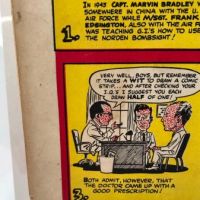 IN 1943 CAPT. MARVIN BRADLEY W
SOMEWHERE IN CHINA WITH THE U.
AIR FORCE WHILE M/SGT. FRANK
EDGINGTON, ALSO WITH THE AIR F
WAS TEACHING G.I.'S HOW TO USE
THE NORDEN BOMBSIGHT!
1.
VERY WELL, BOYS, BUT REMEMBER
IT TAKES A WIT TO DRAW A COMIC
STRIP... AND AFTER CHECKING YOUR
I.Q.'S I SUGGEST YOU EACH
DRAW HALF OF ONE!
BOTH ADMIT, HOWEVER, THAT
THE DOCTOR CAME UP WITH A
GOOD PRESCRIPTION!
3.